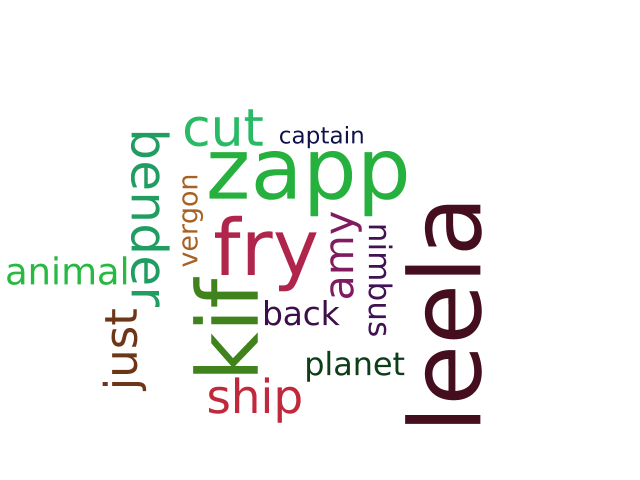 cut
captain
zapp
bender
vergon
fry
amy
nimbus
leela
animal
kif
back
just
planet
ship